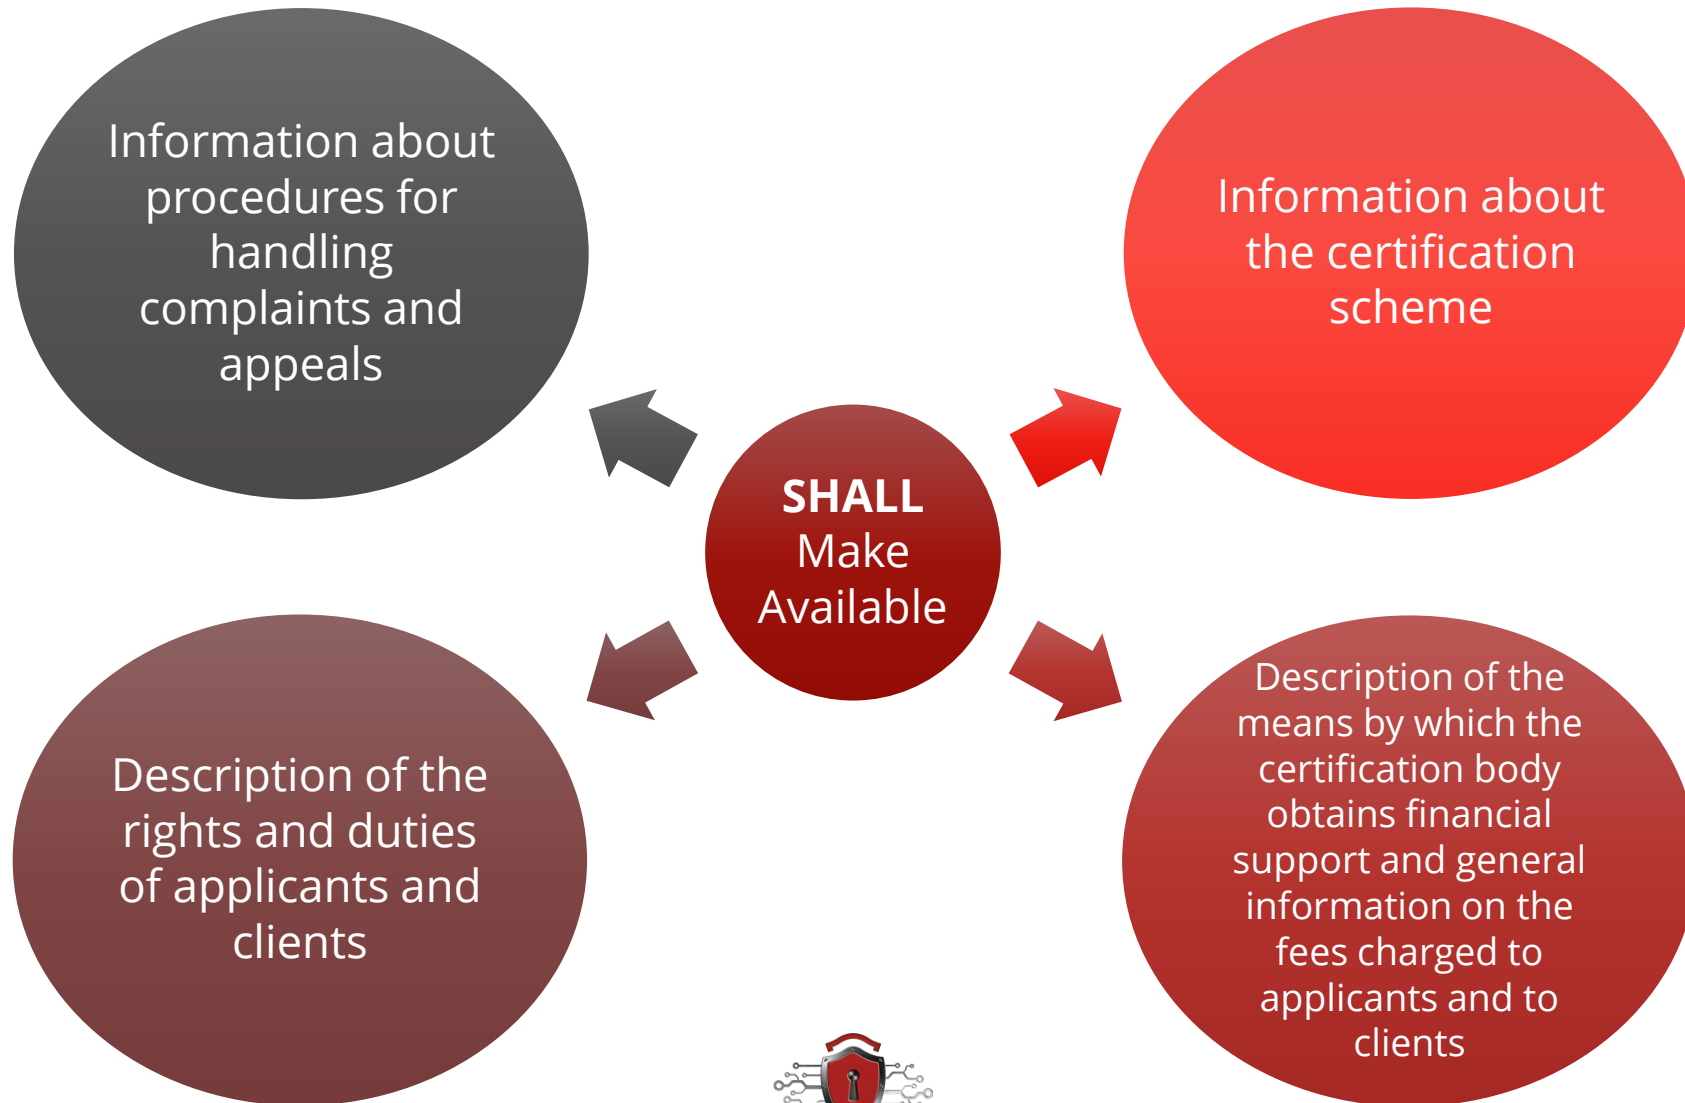 Information about
procedures for
handling
complaints and
appeals
Information about
the certification
scheme
SHALL
Make
Available
Description of the
rights and duties
of applicants and
clients
Description of the
means by which the
certification body
obtains financial
support and general
information on the
fees charged to
applicants and to
clients